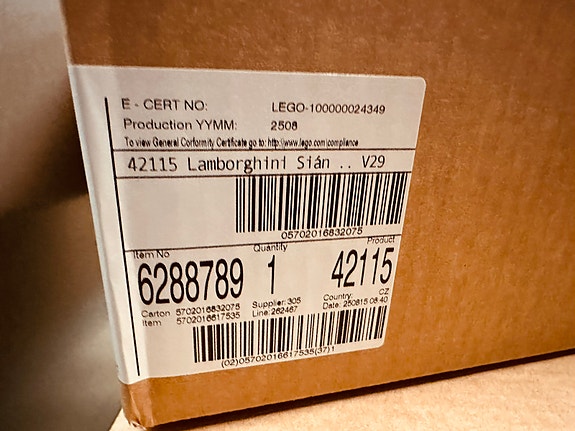 E - CERT NO: LEGO-100000024349
Production YYMM: 2508
To view General Conformity Certificate go to: http://www.lego.com/compliance
42115 Lamborghini Sián .. V29
05702016832075
Item No Quantity Product
6288789 1 42115
Carton 5702016832075 Supplier: 305 Country: CZ
Item 5702016617535 Line: 262467 Date: 250815 08:40
(02)05702016617535(37)1